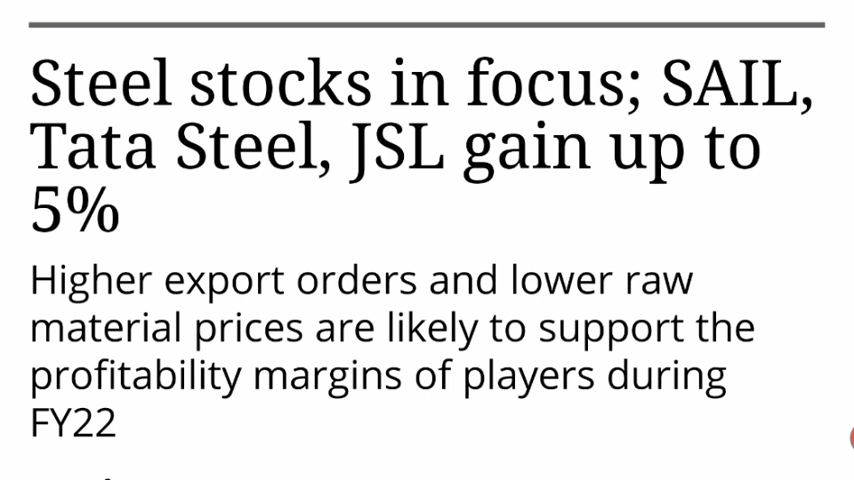 Steel stocks in focus; SAIL,
Tata Steel, JSL gain up to
5%
Higher export orders and lower raw
material prices are likely to support the
profitability margins of players during
FY22